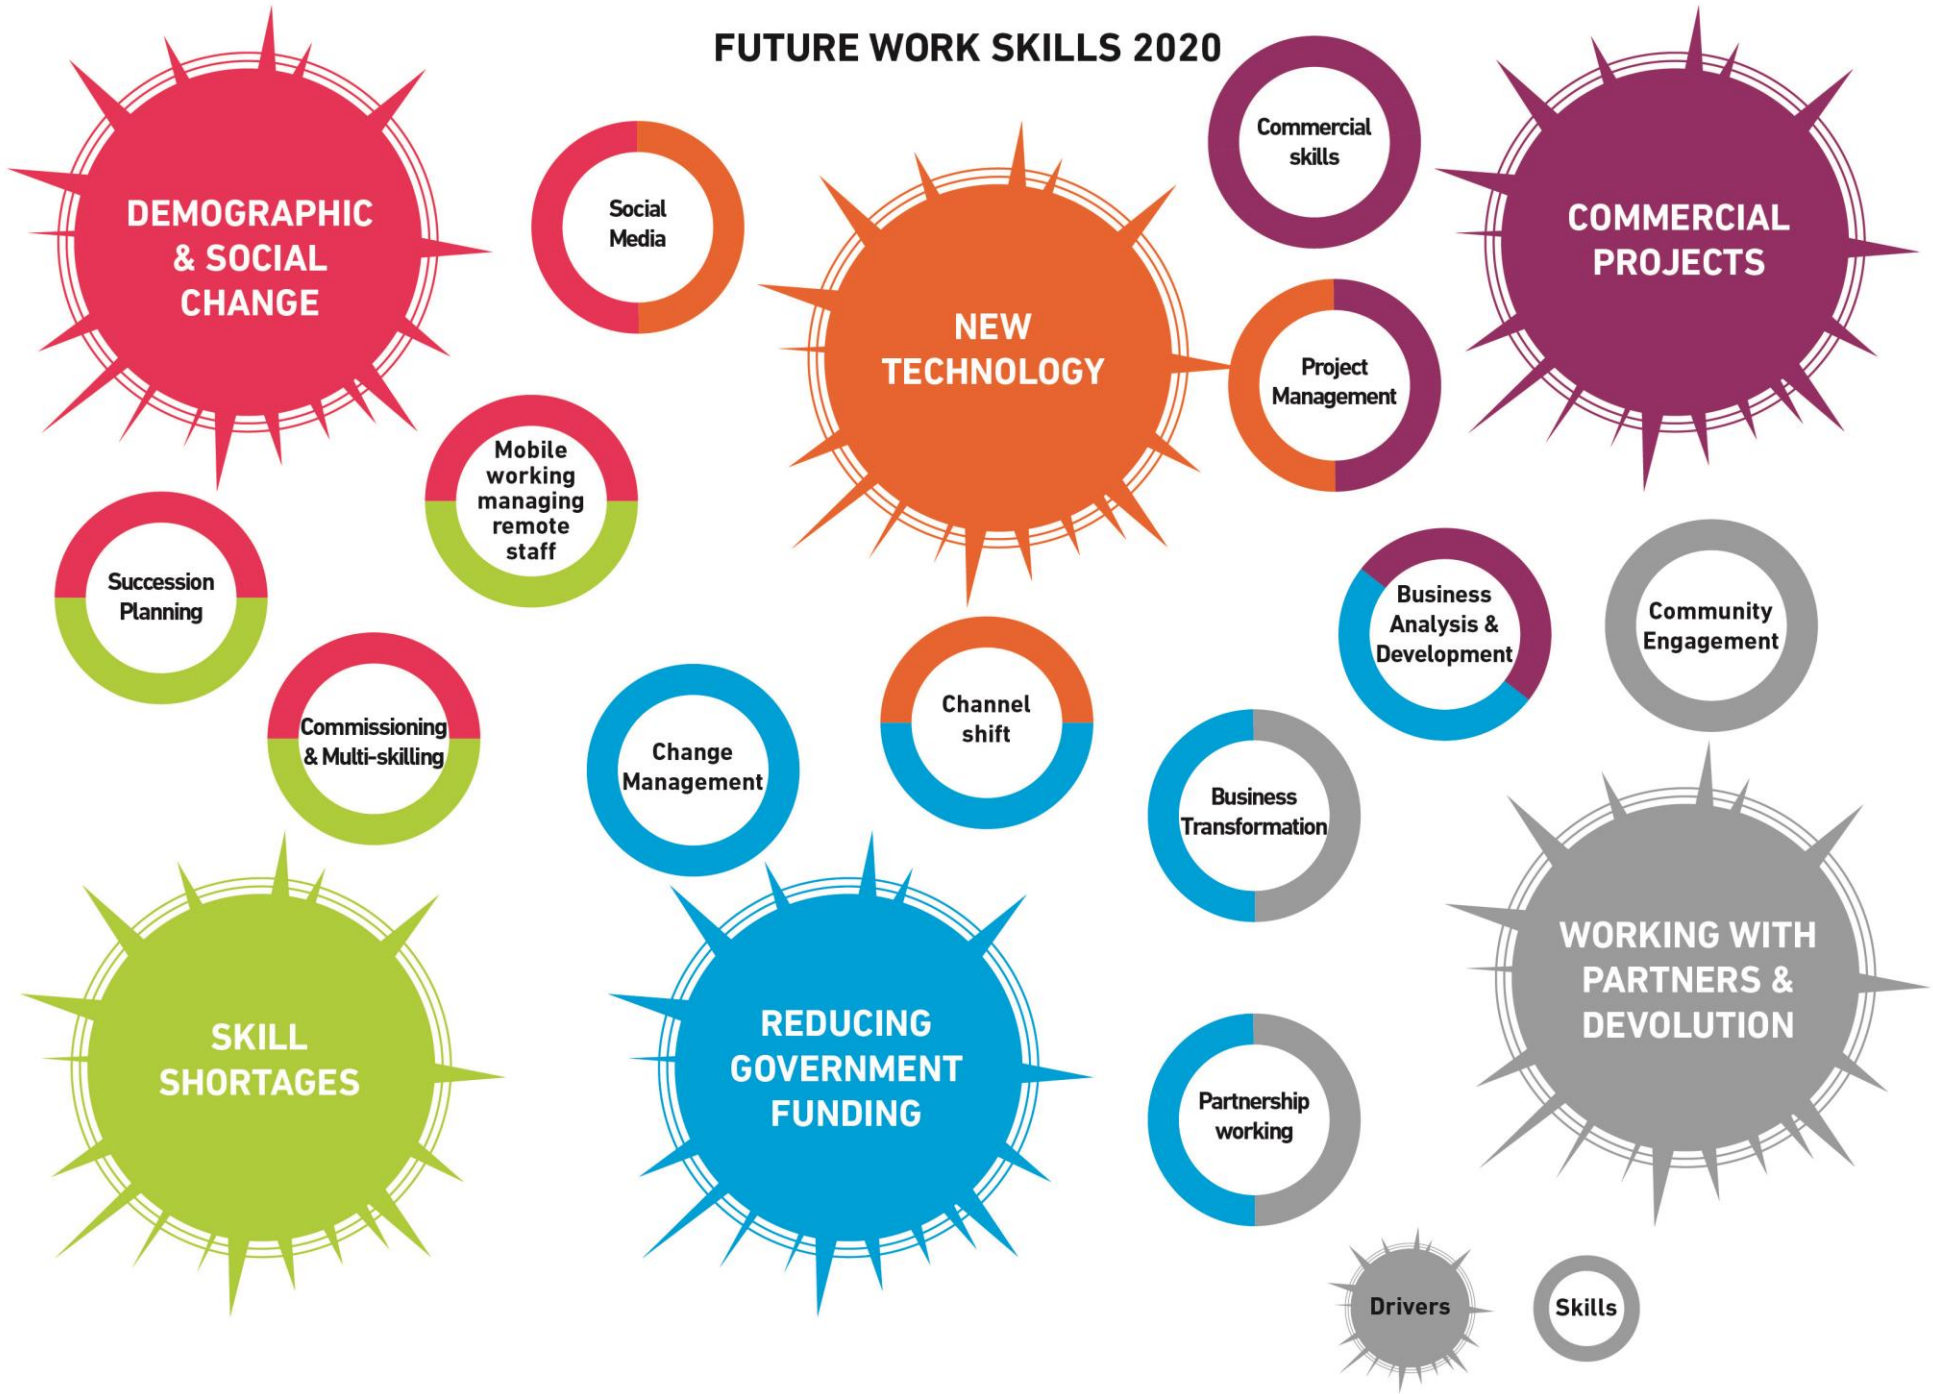 FUTURE WORK SKILLS 2020
DEMOGRAPHIC
& SOCIAL
CHANGE
Social
Media
NEW
TECHNOLOGY
Commercial
skills
COMMERCIAL
PROJECTS
Project
Management
Mobile
working
managing
remote
staff
Succession
Planning
Commissioning
& Multi-skilling
Change
Management
Channel
shift
Business
Analysis &
Development
Community
Engagement
Business
Transformation
SKILL
SHORTAGES
REDUCING
GOVERNMENT
FUNDING
WORKING WITH
PARTNERS &
DEVOLUTION
Partnership
working
Drivers
Skills